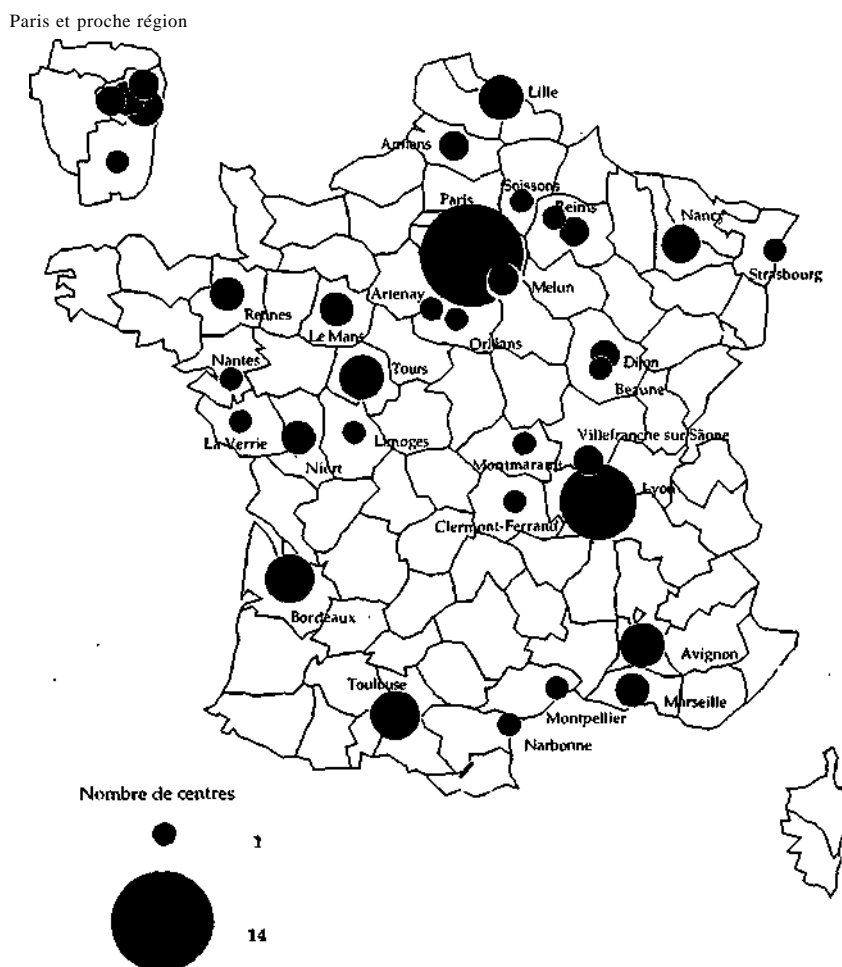 Paris et proche région
Lille
Amiens
Soissons
Paris
Reims
Nancy
Strasbourg
Melun
Artenay
Rennes
Le Mans
Orléans
Nantes
Tours
Dijon
Beaune
La Verrie
Niort
Limoges
Villefranche sur Sâone
Montmarault
Lyon
Clermont-Ferrand
Bordeaux
Avignon
Toulouse
Marseille
Montpellier
Narbonne
Nombre de centres
1
14